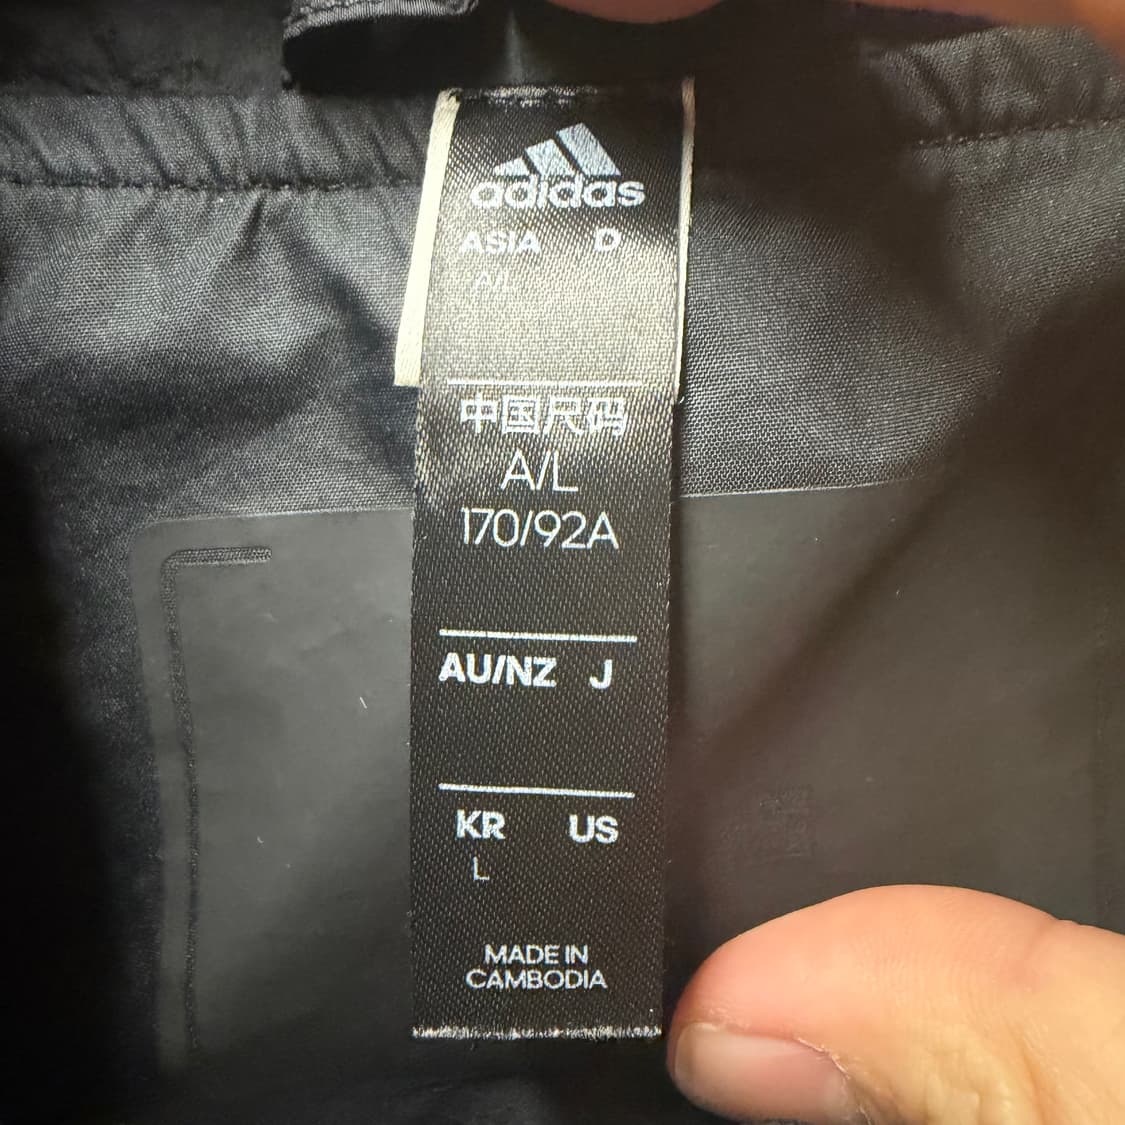 adidas
ASIA D
A/L
中国尺码
A/L
170/92A
AU/NZ J
KR US
L
MADE IN
CAMBODIA